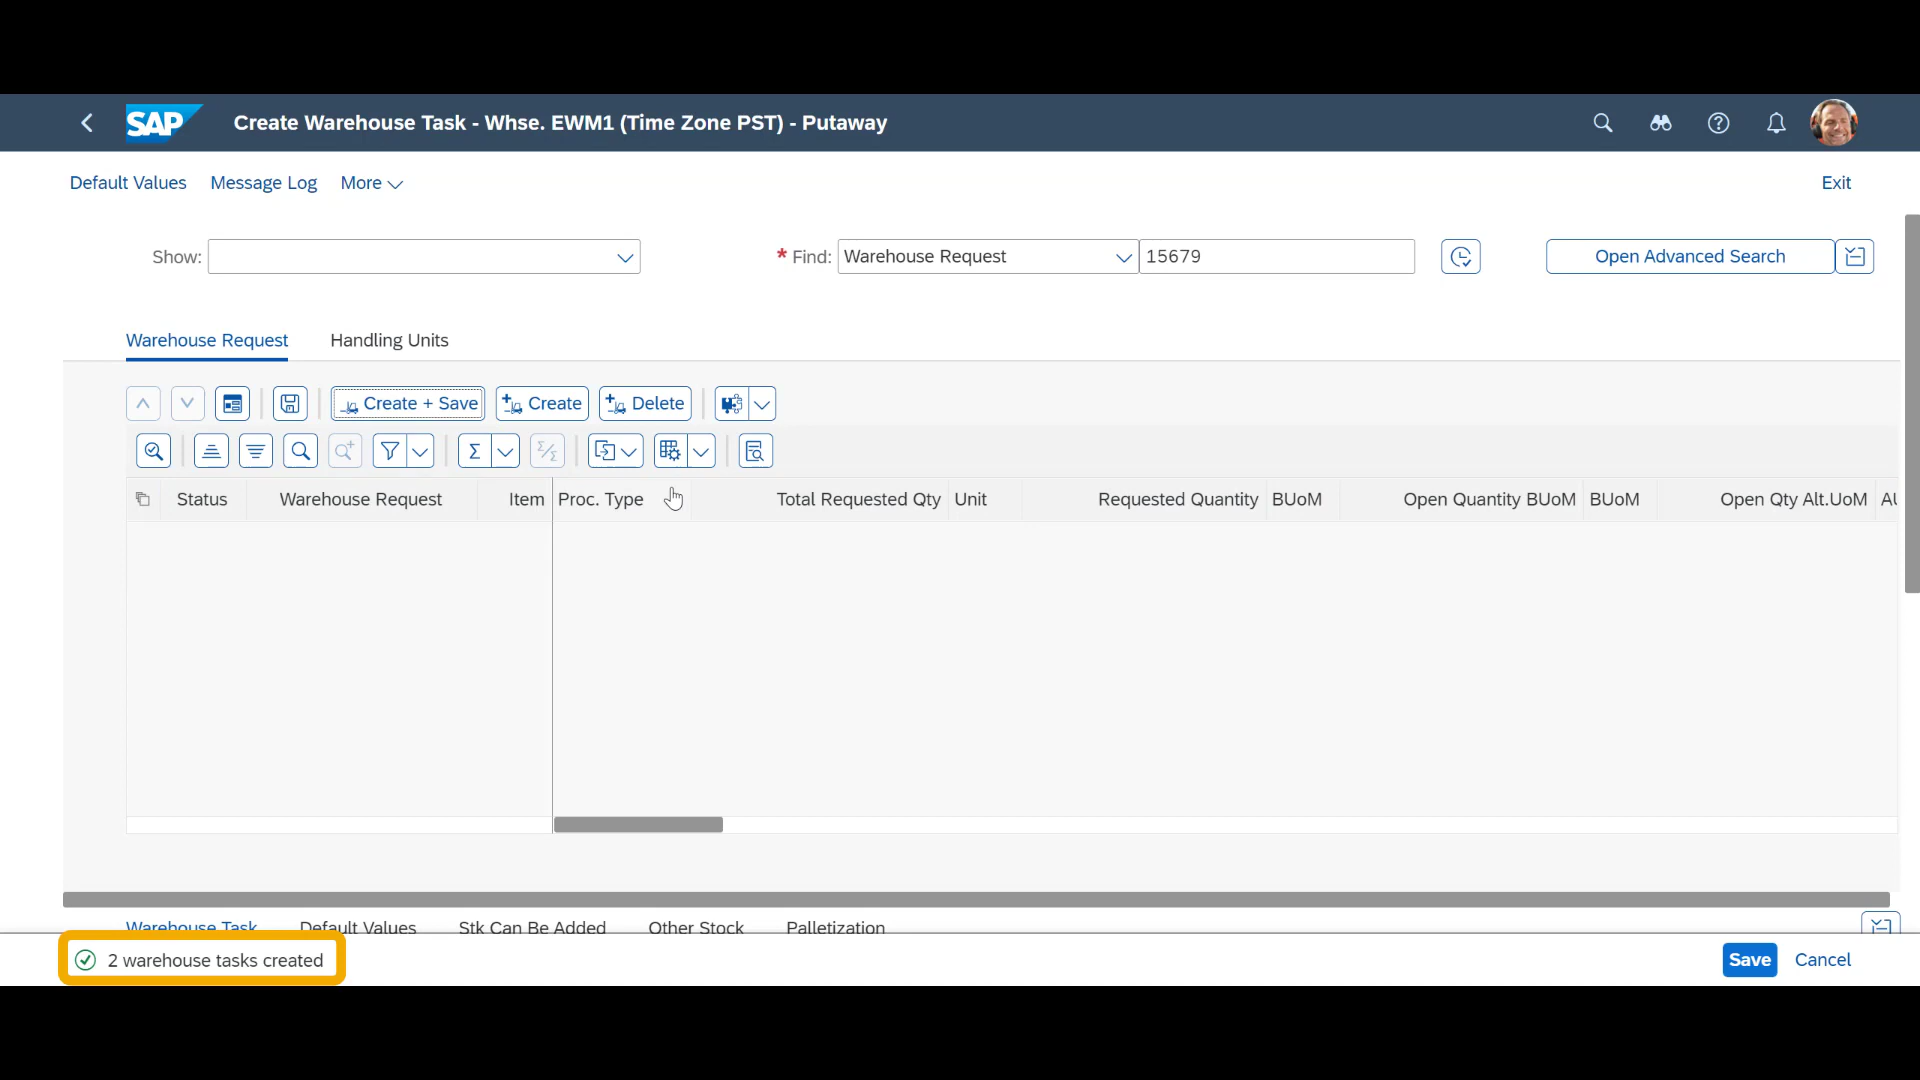 SAP Create Warehouse Task - Whse. EWM1 (Time Zone PST) - Putaway
Default Values Message Log More Exit
Show: * Find: Warehouse Request 15679 Open Advanced Search
Warehouse Request Handling Units
Create + Save Create Delete
Status Warehouse Request Item Proc. Type Total Requested Qty Unit Requested Quantity BUoM Open Quantity BUoM BUoM Open Qty Alt.UoM AU
Warehouse Task Default Values Stk Can Be Added Other Stock Palletization
2 warehouse tasks created Save Cancel